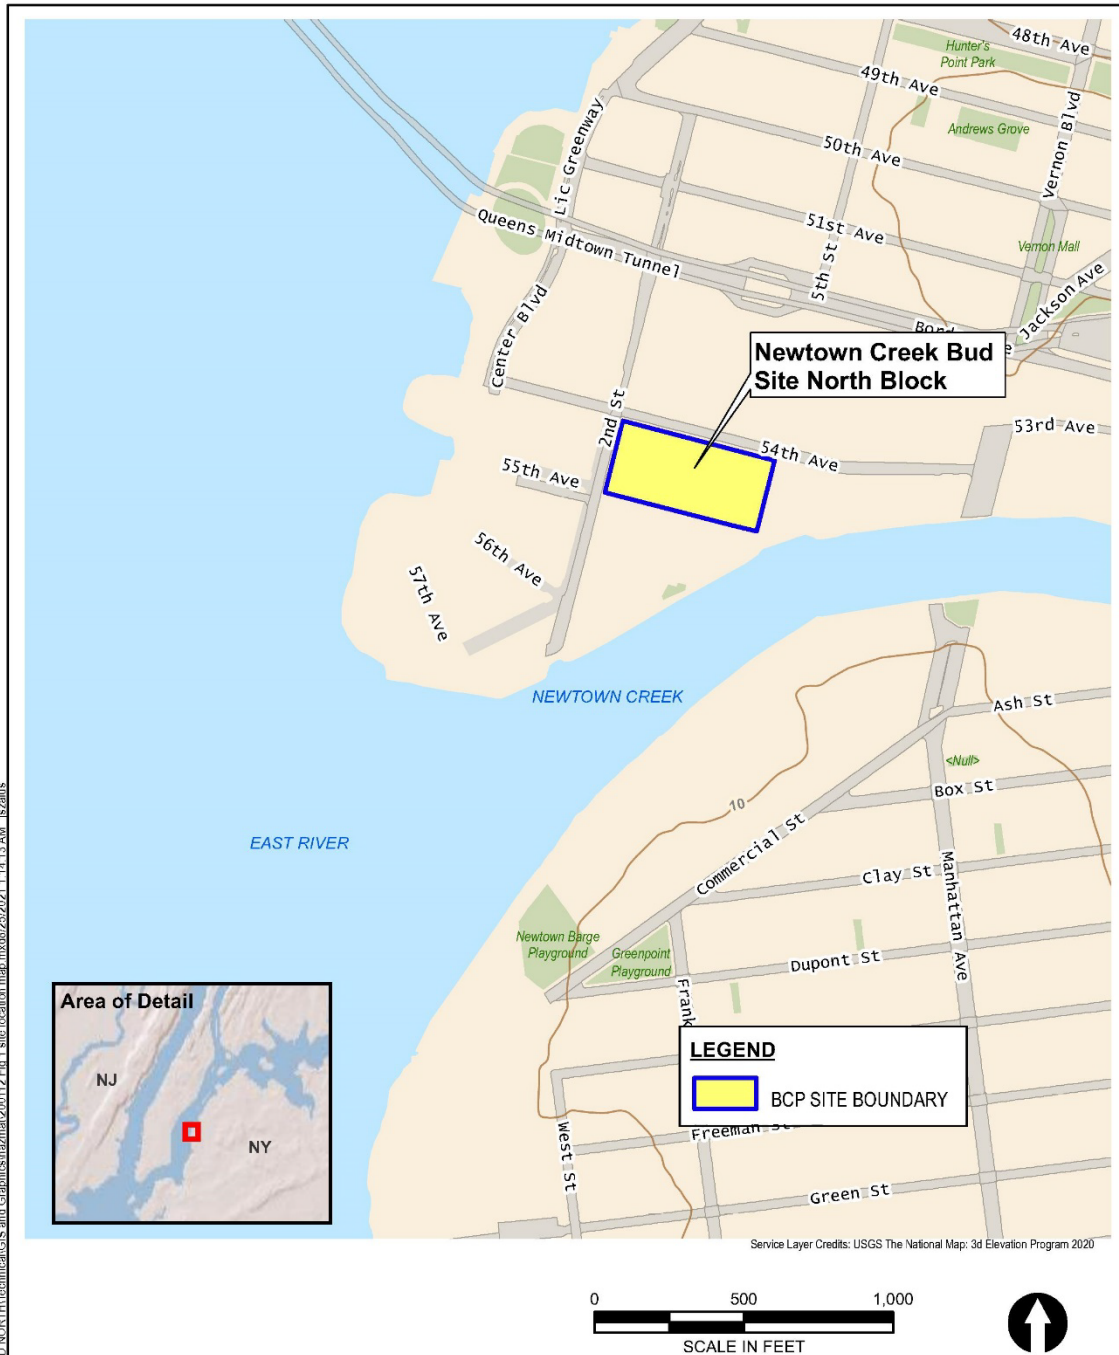 48th Ave
Hunter's
Point Park
49th Ave
Andrews Grove
Vernon Blvd
50th Ave
Lic Greenway
51st Ave
Queens Midtown Tunnel
Vernon Mall
5th St
Jackson Ave
Center Blvd
Newtown Creek Bud
Site North Block
2nd St
53rd Ave
54th Ave
55th Ave
56th Ave
57th Ave
NEWTOWN CREEK
Ash St
<Null>
Box St
10
Commercial St
EAST RIVER
Clay St
Manhattan Ave
Newtown Barge
Playground
Greenpoint
Playground
Dupont St
Frank
Area of Detail
NJ
NY
LEGEND
BCP SITE BOUNDARY
Freeman St
West St
Green St
Service Layer Credits: USGS The National Map: 3d Elevation Program 2020
0 500 1,000
SCALE IN FEET